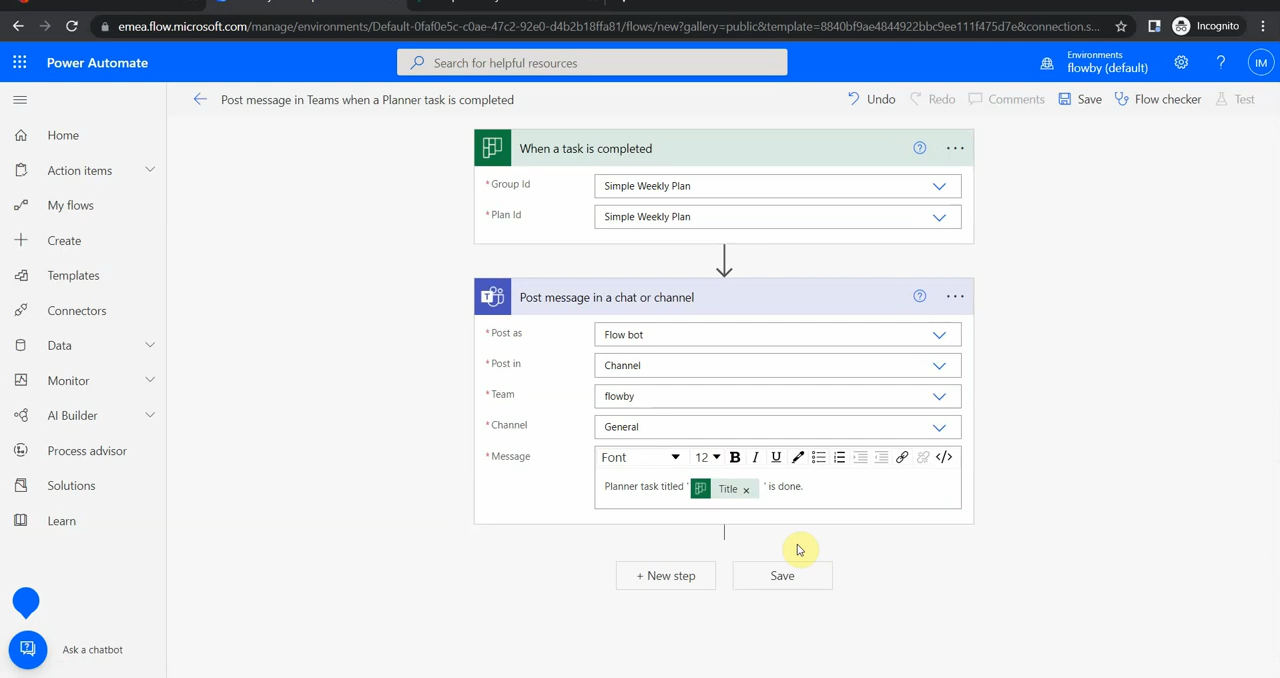 emea.flow.microsoft.com/manage/environments/Default-0faf0e5c-c0ae-47c2-92e0-d4b2b18ffa81/flows/new?gallery=public&template=8840bf9ae4844922bbc9ee111f475d7e&connection.s...
Incognito
Power Automate
Search for helpful resources
Environments
flowby (default)
?
IM
Post message in Teams when a Planner task is completed
Undo
Redo
Comments
Save
Flow checker
Test
Home
Action items
My flows
Create
Templates
Connectors
Data
Monitor
AI Builder
Process advisor
Solutions
Learn
Ask a chatbot
When a task is completed
?
* Group Id
Simple Weekly Plan
* Plan Id
Simple Weekly Plan
T
Post message in a chat or channel
?
* Post as
Flow bot
* Post in
Channel
* Team
flowby
* Channel
General
* Message
Font 12 B I U
Planner task titled ' Title x ' is done.
+ New step
Save